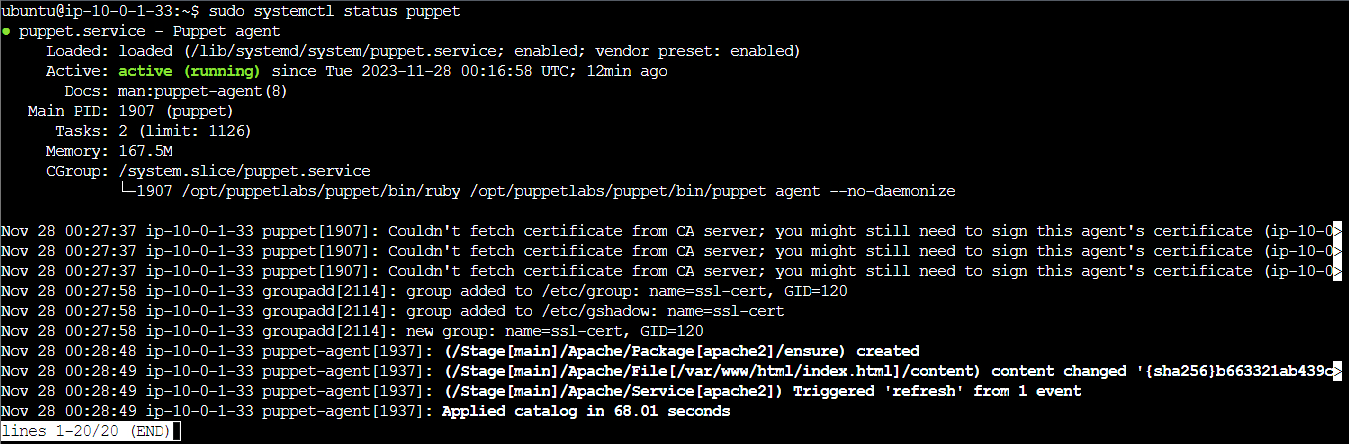 ubuntu@ip-10-0-1-33:~$ sudo systemctl status puppet
● puppet.service - Puppet agent
     Loaded: loaded (/lib/systemd/system/puppet.service; enabled; vendor preset: enabled)
     Active: active (running) since Tue 2023-11-28 00:16:58 UTC; 12min ago
       Docs: man:puppet-agent(8)
   Main PID: 1907 (puppet)
      Tasks: 2 (limit: 1126)
     Memory: 167.5M
     CGroup: /system.slice/puppet.service
             └─1907 /opt/puppetlabs/puppet/bin/ruby /opt/puppetlabs/puppet/bin/puppet agent --no-daemonize
Nov 28 00:27:37 ip-10-0-1-33 puppet[1907]: Couldn't fetch certificate from CA server; you might still need to sign this agent's certificate (ip-10-0>
Nov 28 00:27:37 ip-10-0-1-33 puppet[1907]: Couldn't fetch certificate from CA server; you might still need to sign this agent's certificate (ip-10-0>
Nov 28 00:27:37 ip-10-0-1-33 puppet[1907]: Couldn't fetch certificate from CA server; you might still need to sign this agent's certificate (ip-10-0>
Nov 28 00:27:58 ip-10-0-1-33 groupadd[2114]: group added to /etc/group: name=ssl-cert, GID=120
Nov 28 00:27:58 ip-10-0-1-33 groupadd[2114]: group added to /etc/gshadow: name=ssl-cert
Nov 28 00:27:58 ip-10-0-1-33 groupadd[2114]: new group: name=ssl-cert, GID=120
Nov 28 00:28:48 ip-10-0-1-33 puppet-agent[1937]: (/Stage[main]/Apache/Package[apache2]/ensure) created
Nov 28 00:28:49 ip-10-0-1-33 puppet-agent[1937]: (/Stage[main]/Apache/File[/var/www/html/index.html]/content) content changed '{sha256}b663321ab439c>
Nov 28 00:28:49 ip-10-0-1-33 puppet-agent[1937]: (/Stage[main]/Apache/Service[apache2]) Triggered 'refresh' from 1 event
Nov 28 00:28:49 ip-10-0-1-33 puppet-agent[1937]: Applied catalog in 68.01 seconds
lines 1-20/20 (END)